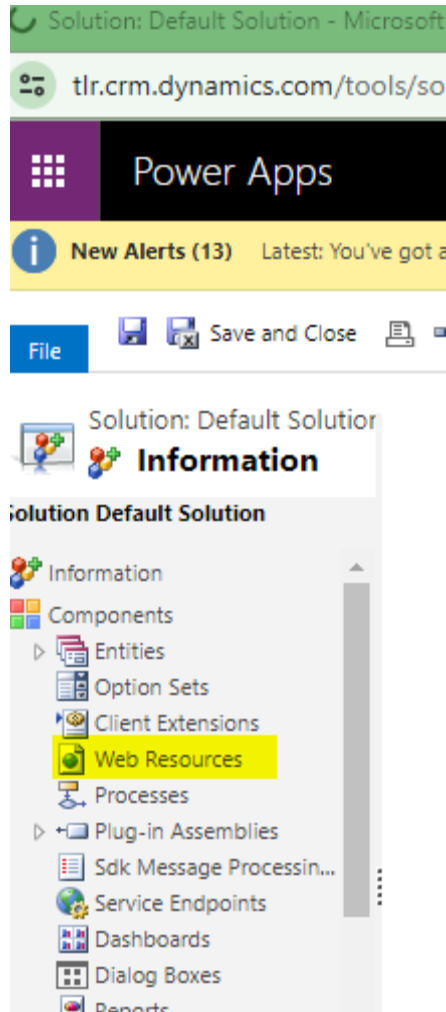 Solution: Default Solution - Microsoft
tlr.crm.dynamics.com/tools/so
Power Apps
New Alerts (13) Latest: You've got a
File Save and Close
Solution: Default Solution
Information
Solution Default Solution
Information
Components
Entities
Option Sets
Client Extensions
Web Resources
Processes
Plug-in Assemblies
Sdk Message Processin...
Service Endpoints
Dashboards
Dialog Boxes
Reports